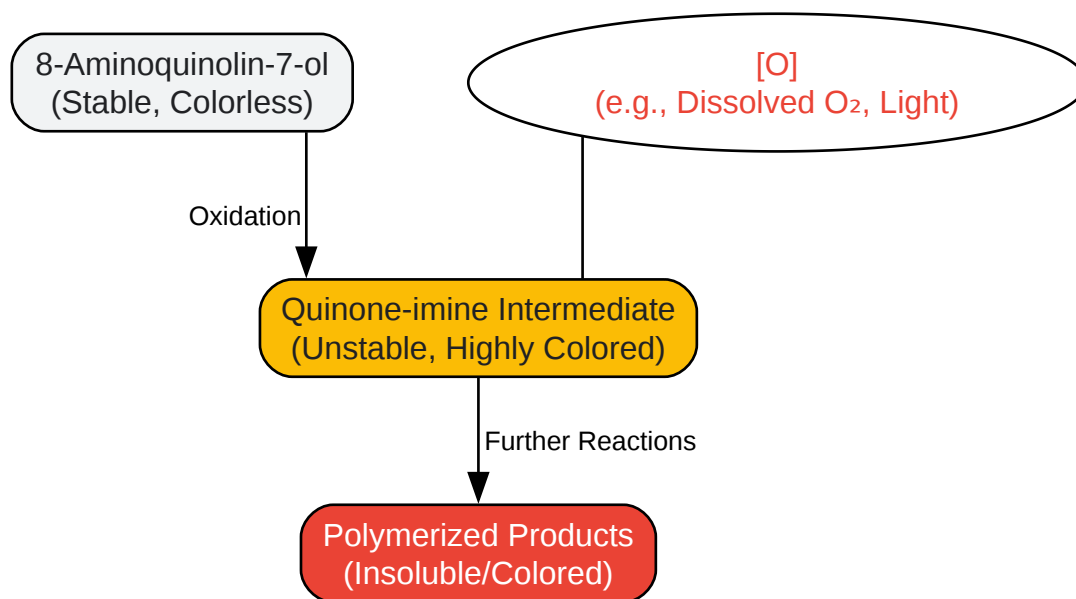 8-Aminoquinolin-7-ol
(Stable, Colorless)
[O]
(e.g., Dissolved O₂, Light)
Oxidation
Quinone-imine Intermediate
(Unstable, Highly Colored)
Further Reactions
Polymerized Products
(Insoluble/Colored)